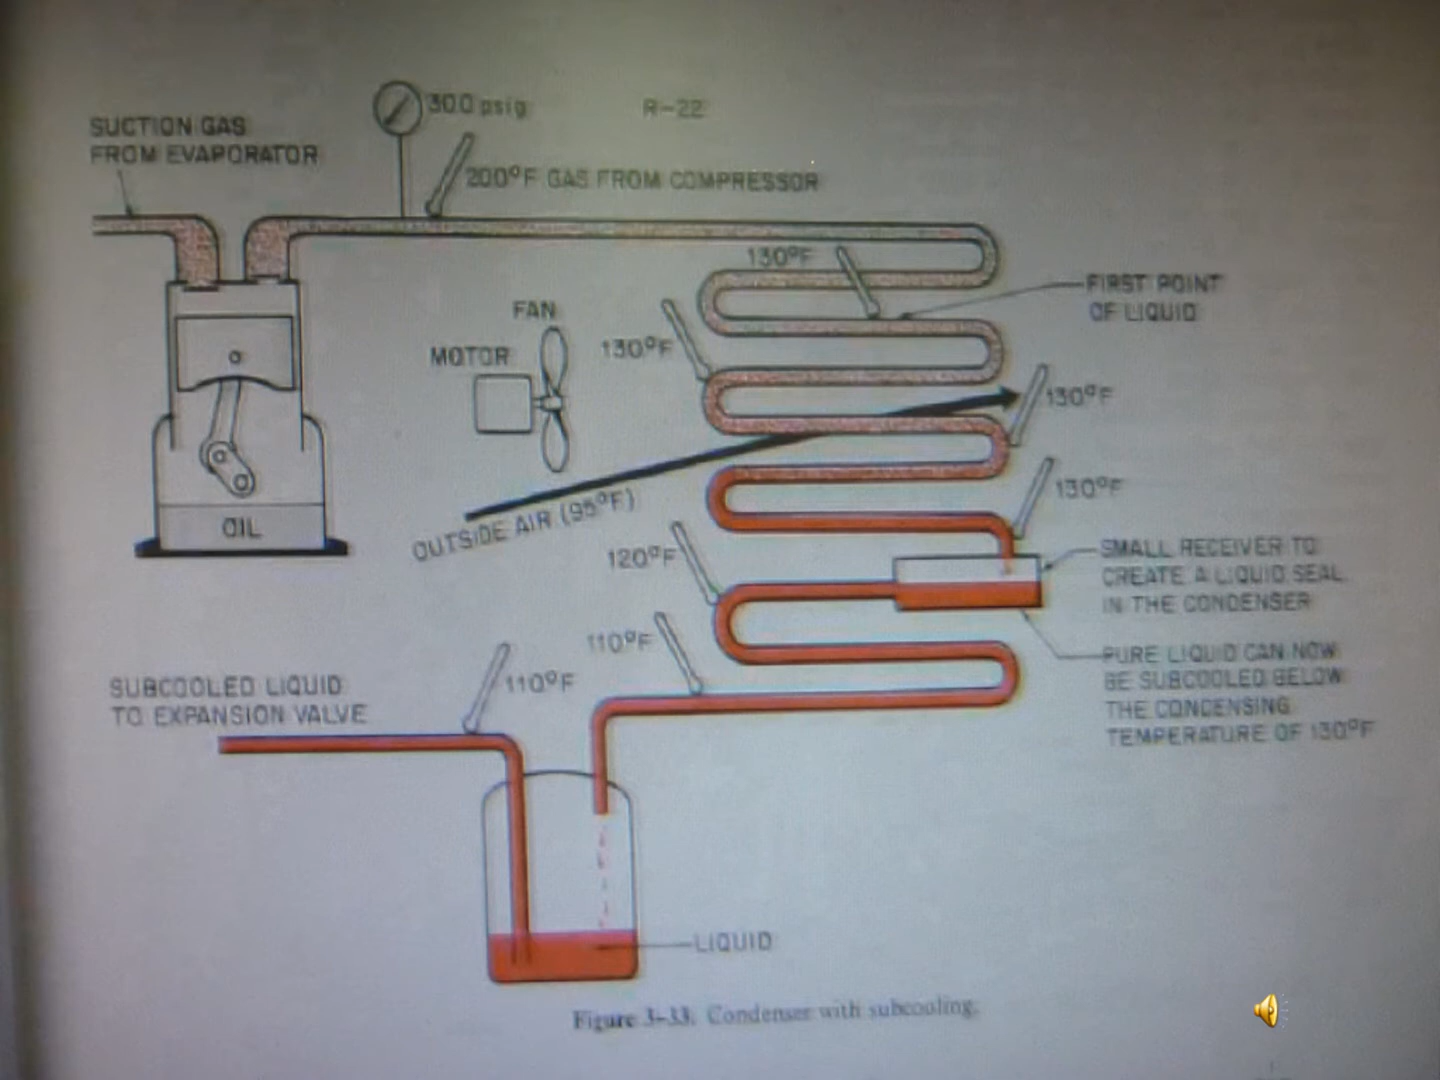 300 psig
R-22
SUCTION GAS
FROM EVAPORATOR
200°F GAS FROM COMPRESSOR
130°F
FIRST POINT
OF LIQUID
FAN
MOTOR
130°F
130°F
OUTSIDE AIR (95°F)
130°F
OIL
120°F
SMALL RECEIVER TO
CREATE A LIQUID SEAL
IN THE CONDENSER
110°F
PURE LIQUID CAN NOW
BE SUBCOOLED BELOW
THE CONDENSING
TEMPERATURE OF 130°F
110°F
SUBCOOLED LIQUID
TO EXPANSION VALVE
LIQUID
Figure 3-33. Condenser with subcooling.